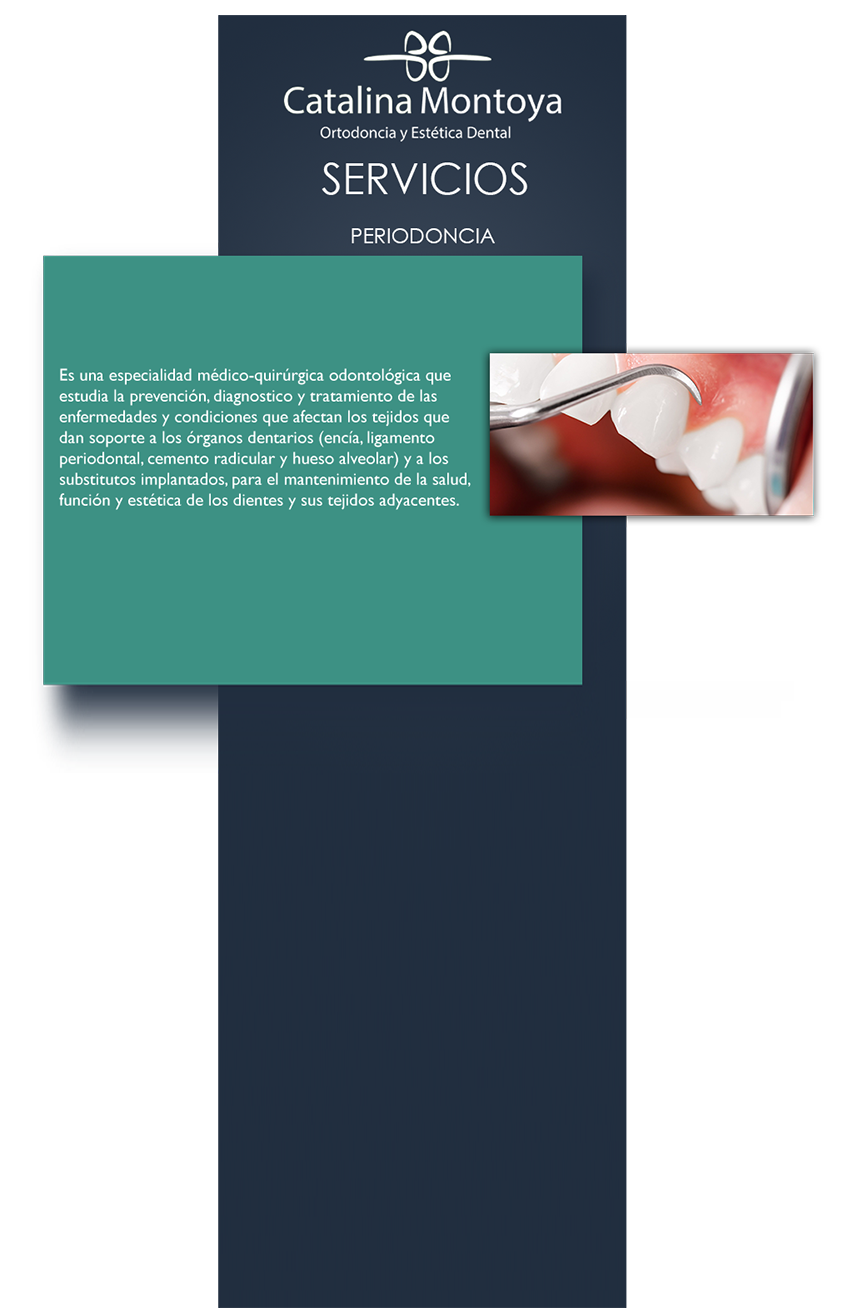 Catalina Montoya
Ortodoncia y Estética Dental
SERVICIOS
PERIODONCIA
Es una especialidad médico-quirúrgica odontológica que
estudia la prevención, diagnostico y tratamiento de las
enfermedades y condiciones que afectan los tejidos que
dan soporte a los órganos dentarios (encía, ligamento
periodontal, cemento radicular y hueso alveolar) y a los
substitutos implantados, para el mantenimiento de la salud,
función y estética de los dientes y sus tejidos adyacentes.